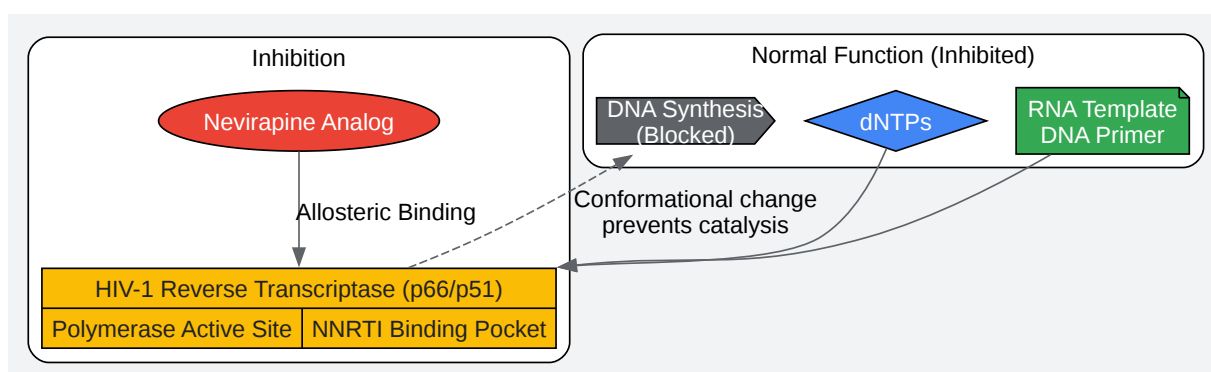 Inhibition
Nevirapine Analog
Allosteric Binding
HIV-1 Reverse Transcriptase (p66/p51)
Polymerase Active Site
NNRTI Binding Pocket
Normal Function (Inhibited)
DNA Synthesis
(Blocked)
dNTPs
RNA Template
DNA Primer
Conformational change
prevents catalysis